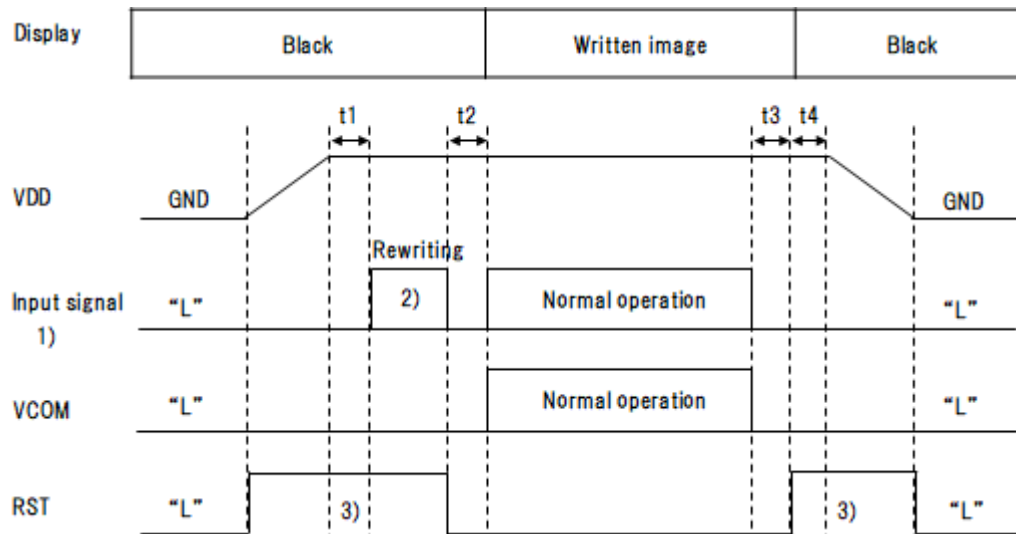 Display
Black
Written image
Black
t1
t2
t3
t4
VDD
GND
GND
Rewriting
Input signal
1)
“L”
2)
Normal operation
“L”
VCOM
“L”
Normal operation
“L”
RST
“L”
3)
3)
“L”